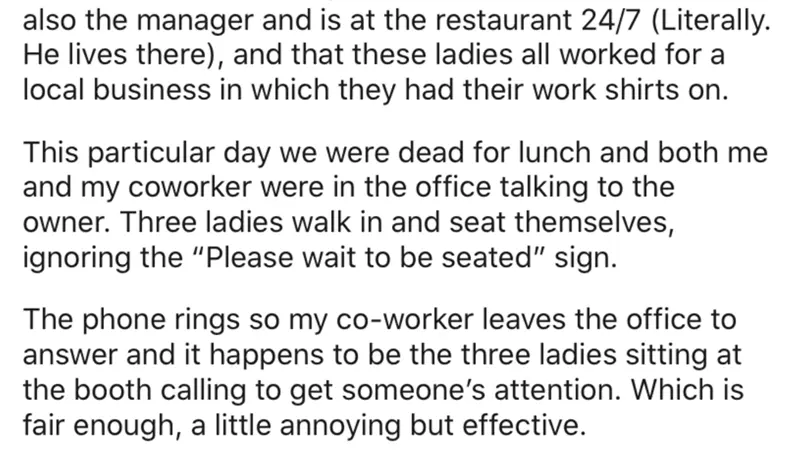 also the manager and is at the restaurant 24/7 (Literally.
He lives there), and that these ladies all worked for a
local business in which they had their work shirts on.
This particular day we were dead for lunch and both me
and my coworker were in the office talking to the
owner. Three ladies walk in and seat themselves,
ignoring the “Please wait to be seated” sign.
The phone rings so my co-worker leaves the office to
answer and it happens to be the three ladies sitting at
the booth calling to get someone’s attention. Which is
fair enough, a little annoying but effective.